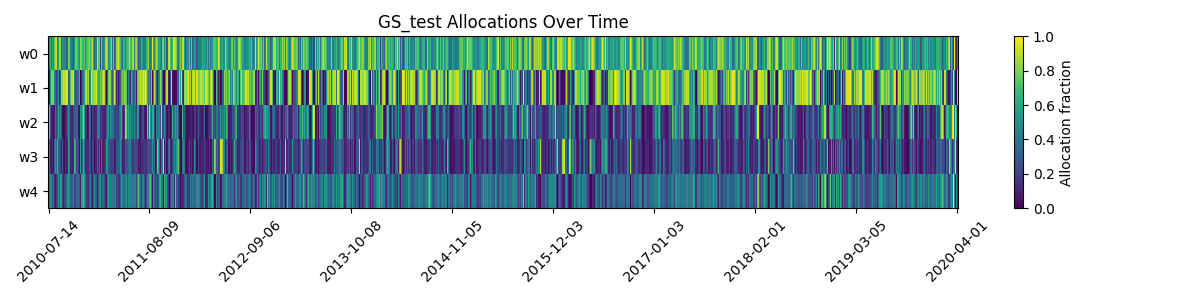 GS_test Allocations Over Time
w0
w1
w2
w3
w4
2010-07-14
2011-08-09
2012-09-06
2013-10-08
2014-11-05
2015-12-03
2017-01-03
2018-02-01
2019-03-05
2020-04-01
1.0
0.8
0.6
0.4
0.2
0.0
Allocation fraction